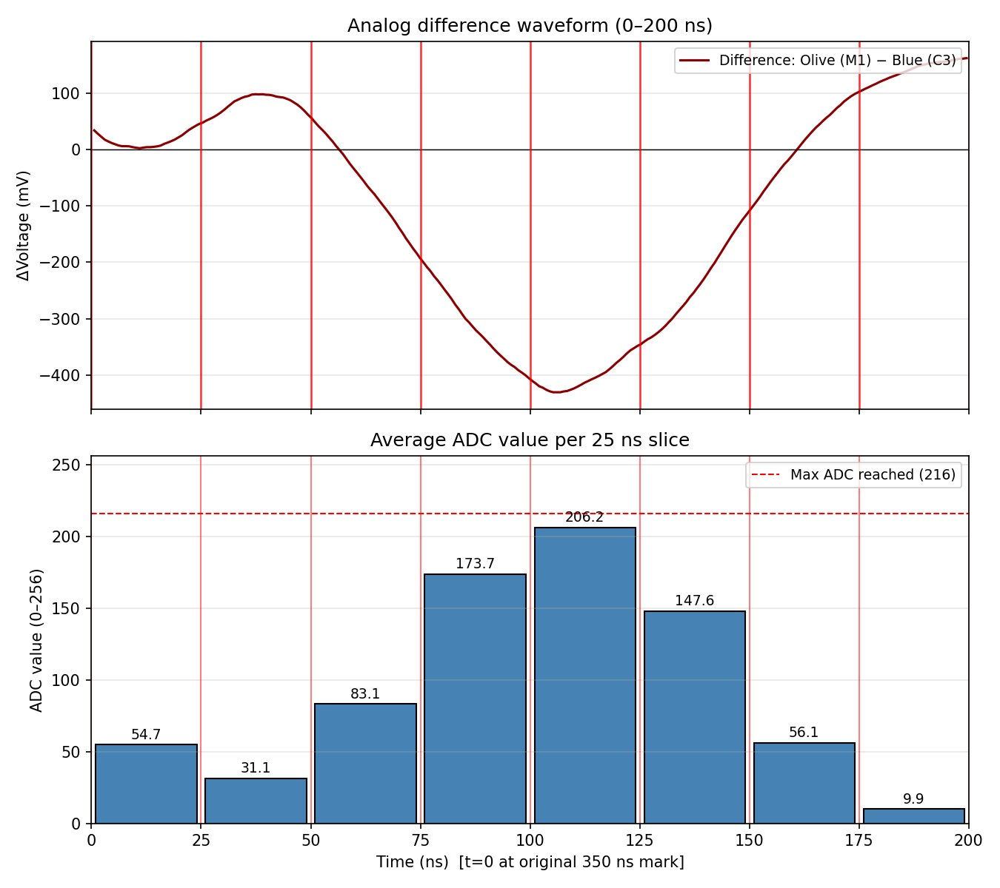 Analog difference waveform (0–200 ns)
Difference: Olive (M1) − Blue (C3)
ΔVoltage (mV)
100
0
−100
−200
−300
−400
Average ADC value per 25 ns slice
Max ADC reached (216)
ADC value (0–256)
250
200
150
100
50
0
54.7
31.1
83.1
173.7
206.2
147.6
56.1
9.9
0 25 50 75 100 125 150 175 200
Time (ns) [t=0 at original 350 ns mark]